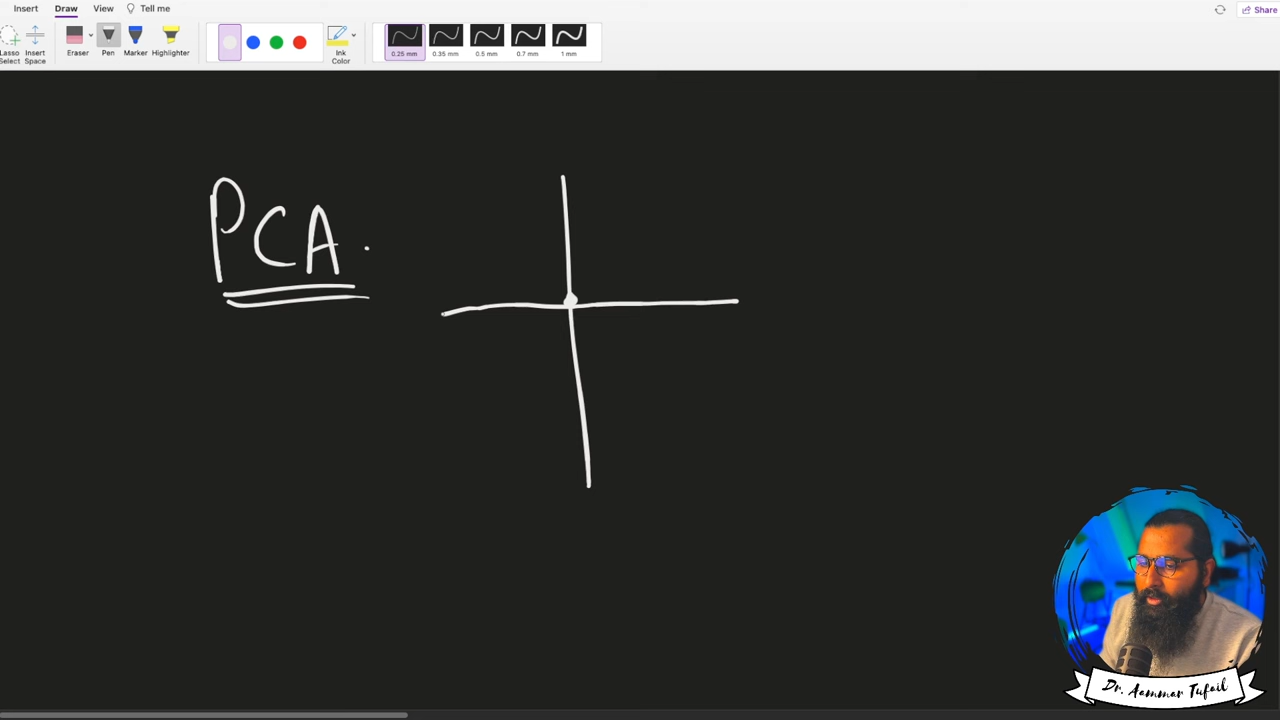 Insert Draw View Tell me
Share
Lasso Select
Insert Space
Eraser
Pen
Marker
Highlighter
Ink Color
0.25 mm
0.35 mm
0.5 mm
0.7 mm
1 mm
PCA.
Dr. Aammar Tufail